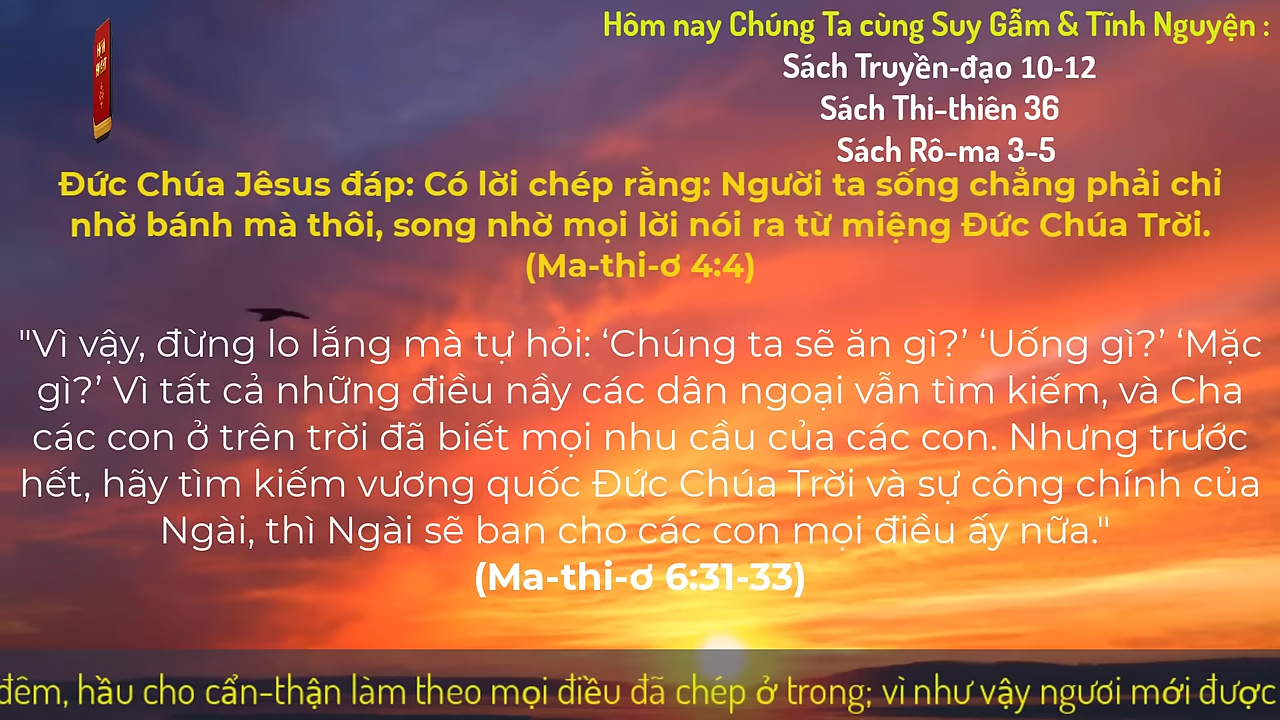 Hôm nay Chúng Ta cùng Suy Gẫm & Tĩnh Nguyện :
Sách Truyền-đạo 10-12
Sách Thi-thiên 36
Sách Rô-ma 3-5
Đức Chúa Jêsus đáp: Có lời chép rằng: Người ta sống chẳng phải chỉ
nhờ bánh mà thôi, song nhờ mọi lời nói ra từ miệng Đức Chúa Trời.
(Ma-thi-ơ 4:4)
"Vì vậy, đừng lo lắng mà tự hỏi: ‘Chúng ta sẽ ăn gì?’ ‘Uống gì?’ ‘Mặc
gì?’ Vì tất cả những điều nầy các dân ngoại vẫn tìm kiếm, và Cha
các con ở trên trời đã biết mọi nhu cầu của các con. Nhưng trước
hết, hãy tìm kiếm vương quốc Đức Chúa Trời và sự công chính của
Ngài, thì Ngài sẽ ban cho các con mọi điều ấy nữa."
(Ma-thi-ơ 6:31-33)
đêm, hầu cho cẩn-thận làm theo mọi điều đã chép ở trong; vì như vậy ngươi mới được